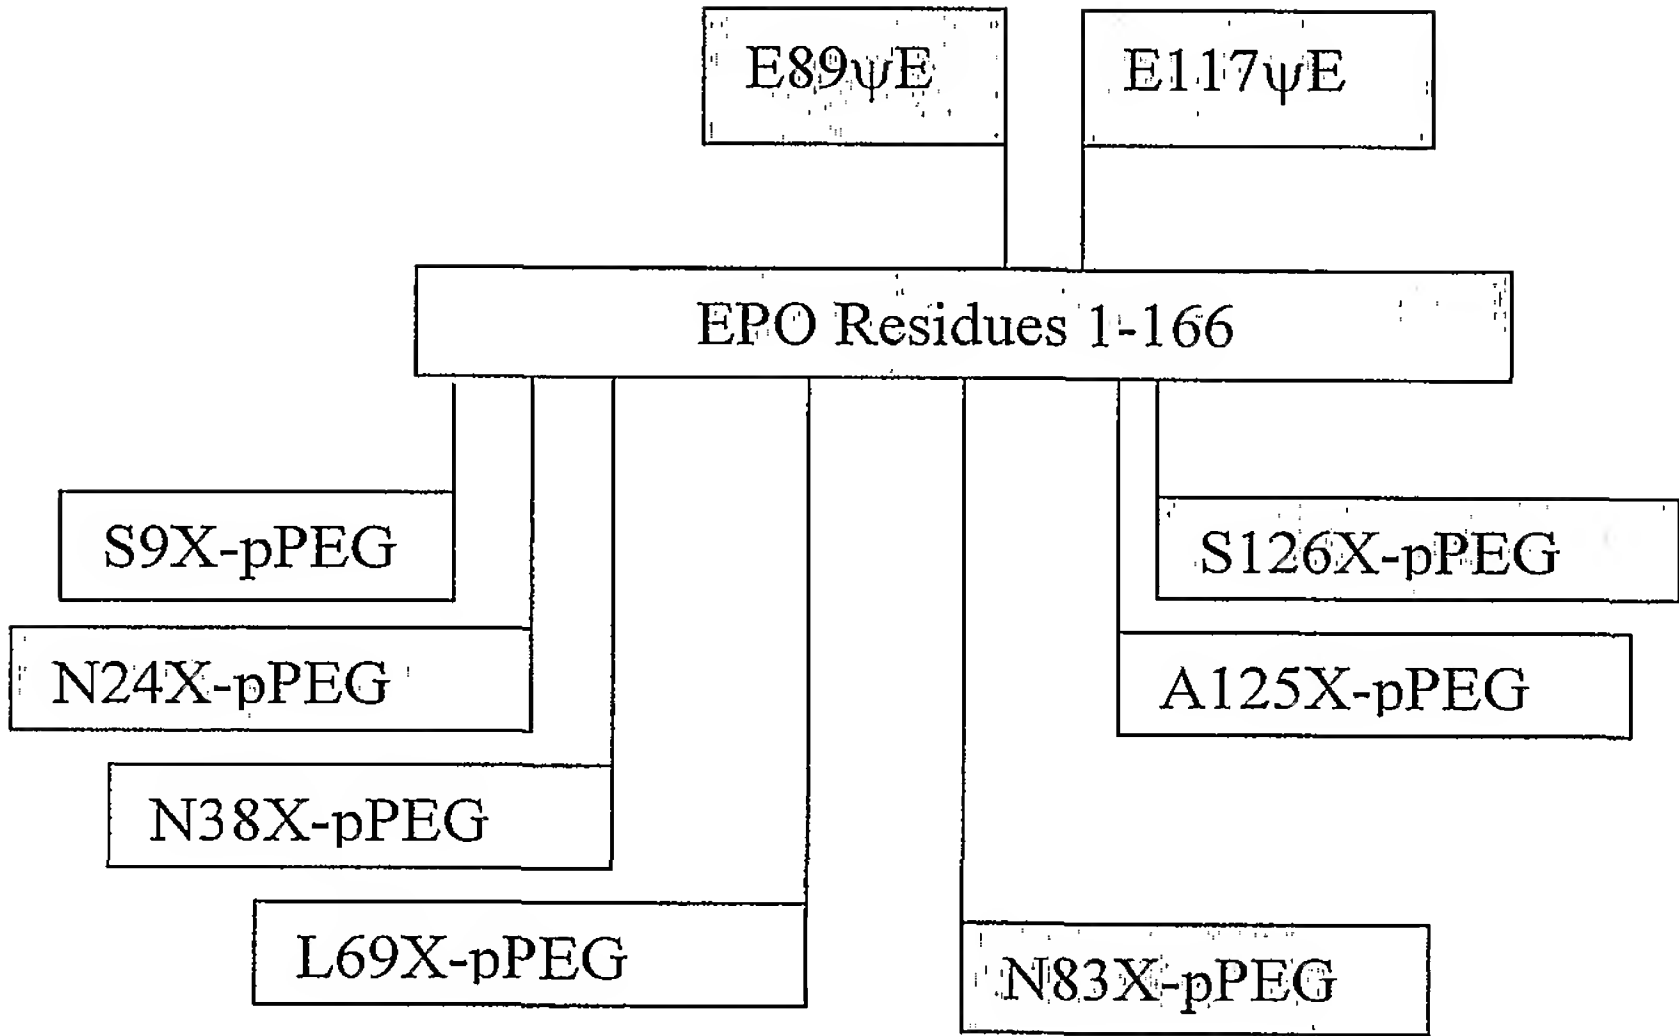 E89ψE
E117ψE
EPO Residues 1-166
S9X-pPEG
S126X-pPEG
N24X-pPEG
A125X-pPEG
N38X-pPEG
L69X-pPEG
N83X-pPEG